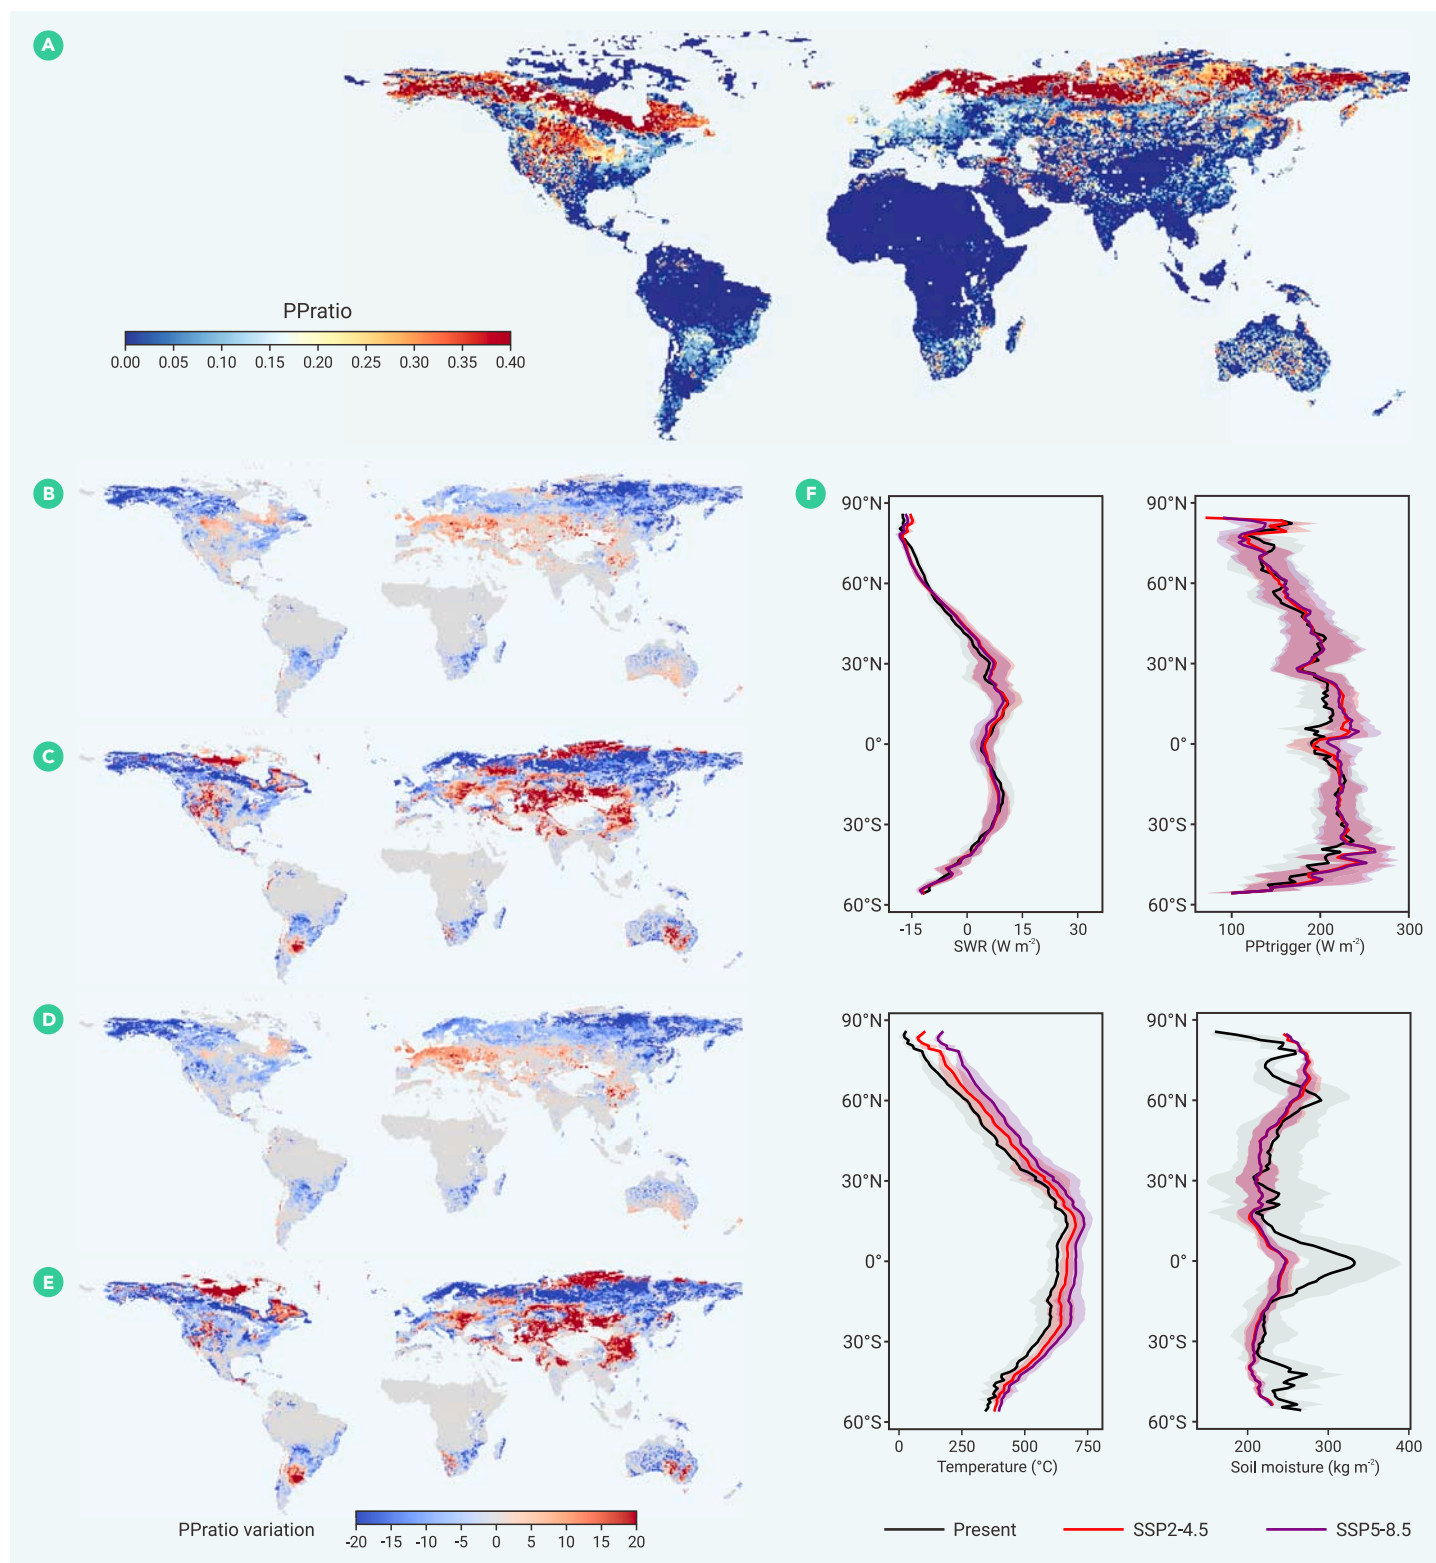 A
PPratio
0.00 0.05 0.10 0.15 0.20 0.25 0.30 0.35 0.40
B
C
D
E
PPratio variation
-20 -15 -10 -5 0 5 10 15 20
F
90°N
60°N
30°N
0°
30°S
60°S
-15 0 15 30
SWR (W m-2)
90°N
60°N
30°N
0°
30°S
60°S
100 200 300
PPtrigger (W m-2)
90°N
60°N
30°N
0°
30°S
60°S
0 250 500 750
Temperature (°C)
90°N
60°N
30°N
0°
30°S
60°S
200 300 400
Soil moisture (kg m-2)
Present SSP2-4.5 SSP5-8.5